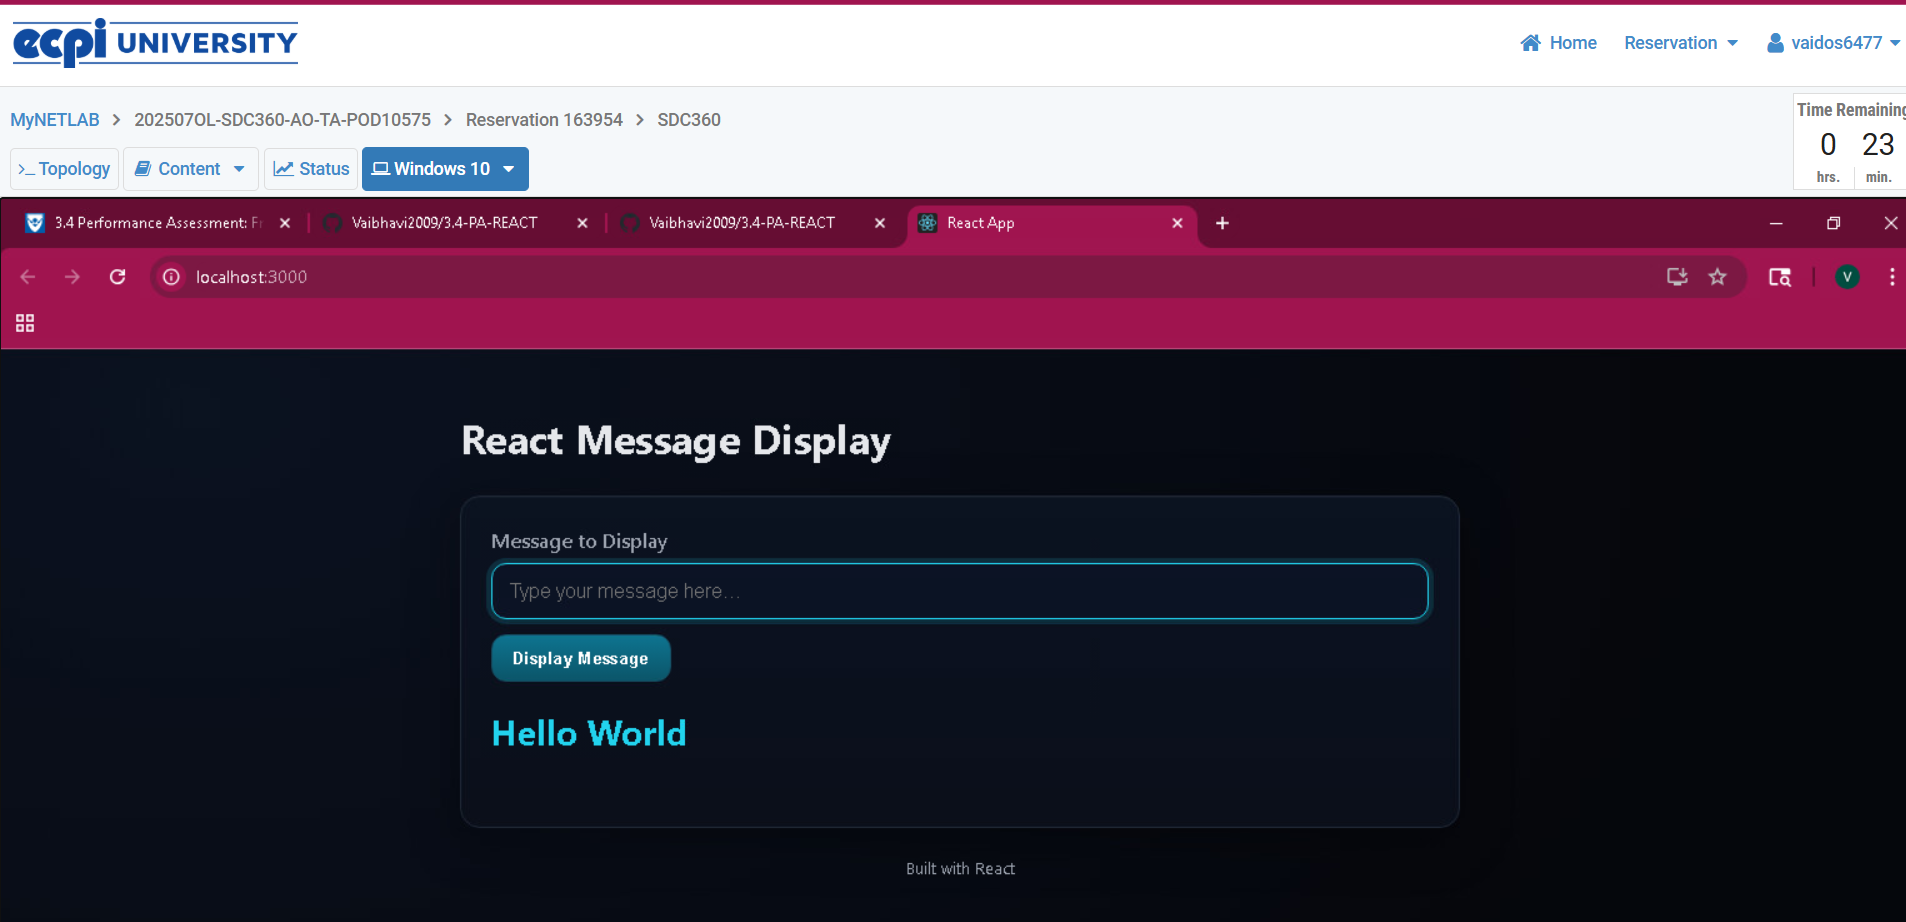 ecpi UNIVERSITY
Home Reservation vaidos6477
MyNETLAB > 202507OL-SDC360-AO-TA-POD10575 > Reservation 163954 > SDC360
Time Remaining
0 23
hrs. min.
>_ Topology Content Status Windows 10
3.4 Performance Assessment: Vaibhavi2009/3.4-PA-REACT Vaibhavi2009/3.4-PA-REACT React App
localhost:3000
V
React Message Display
Message to Display
Type your message here...
Display Message
Hello World
Built with React